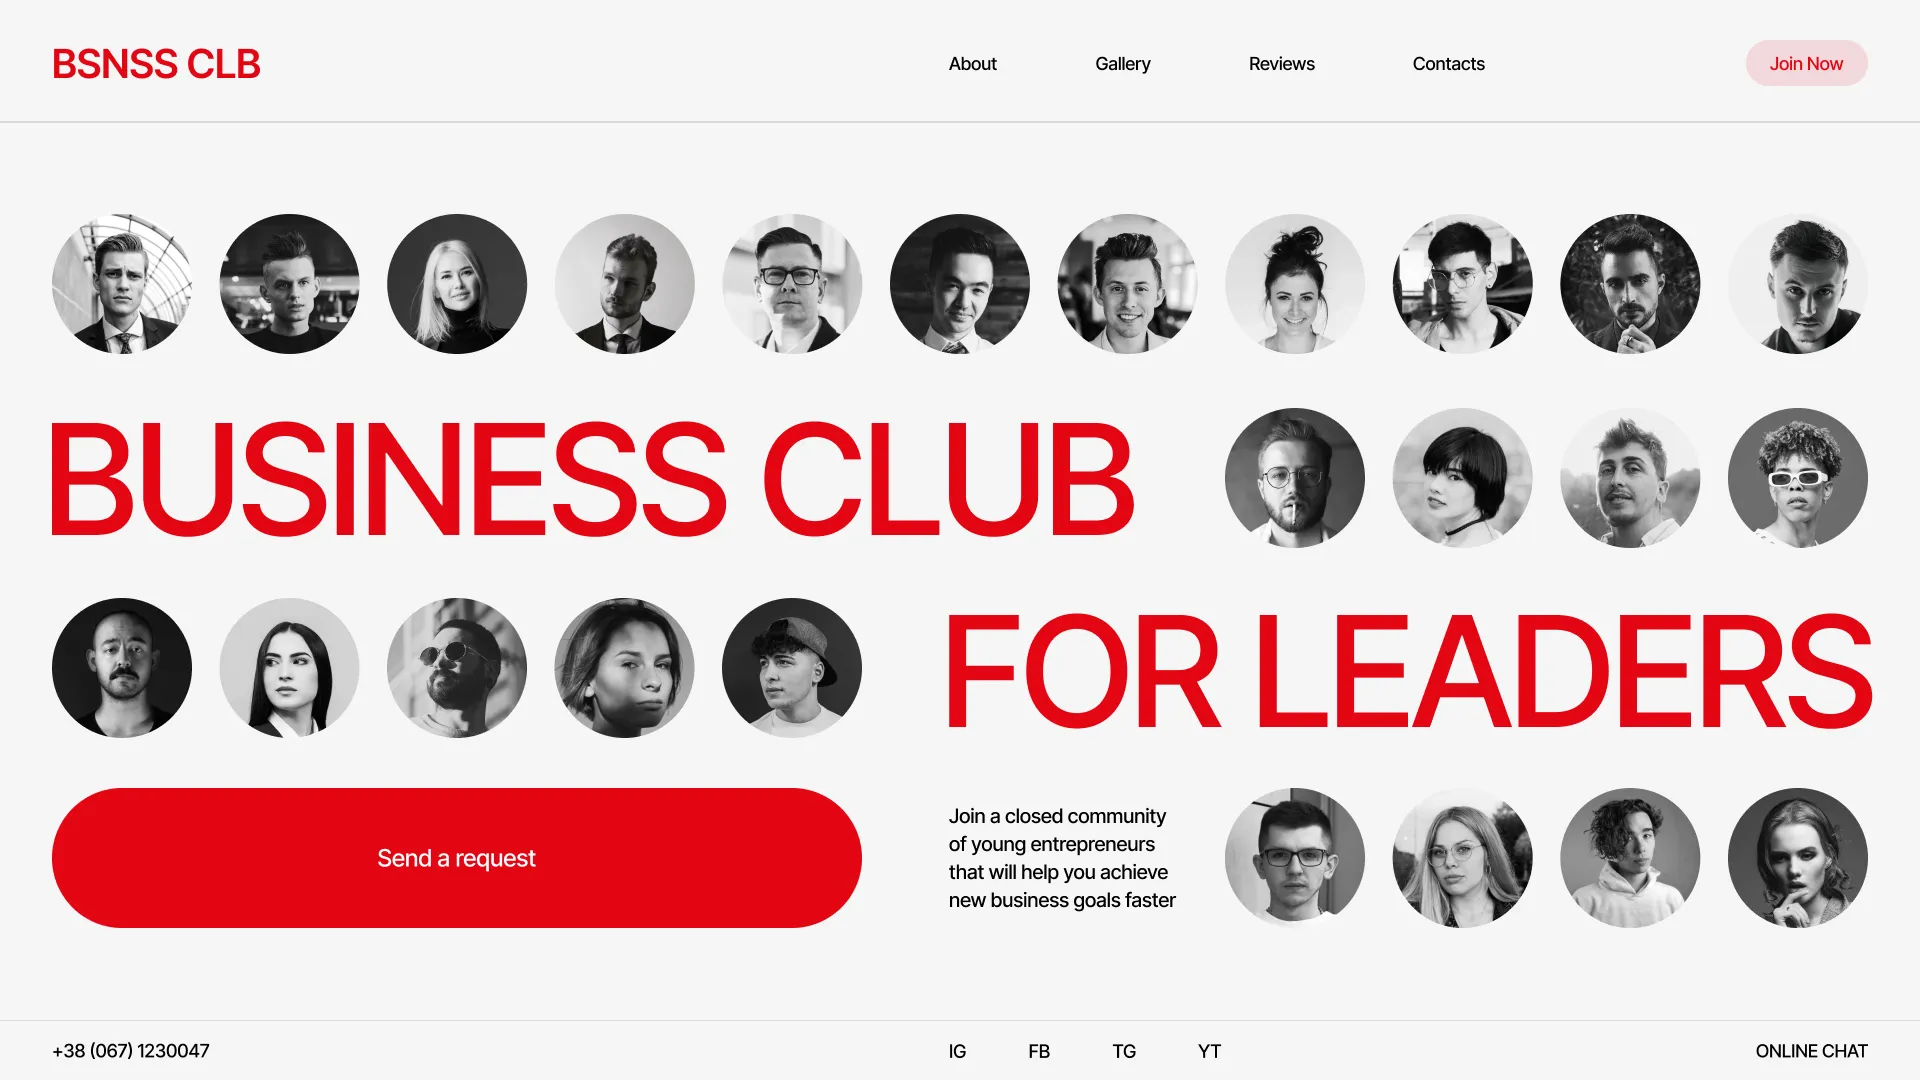 BSNSS CLB
About
Gallery
Reviews
Contacts
Join Now
BUSINESS CLUB
FOR LEADERS
Send a request
Join a closed community
of young entrepreneurs
that will help you achieve
new business goals faster
+38 (067) 1230047
IG
FB
TG
YT
ONLINE CHAT